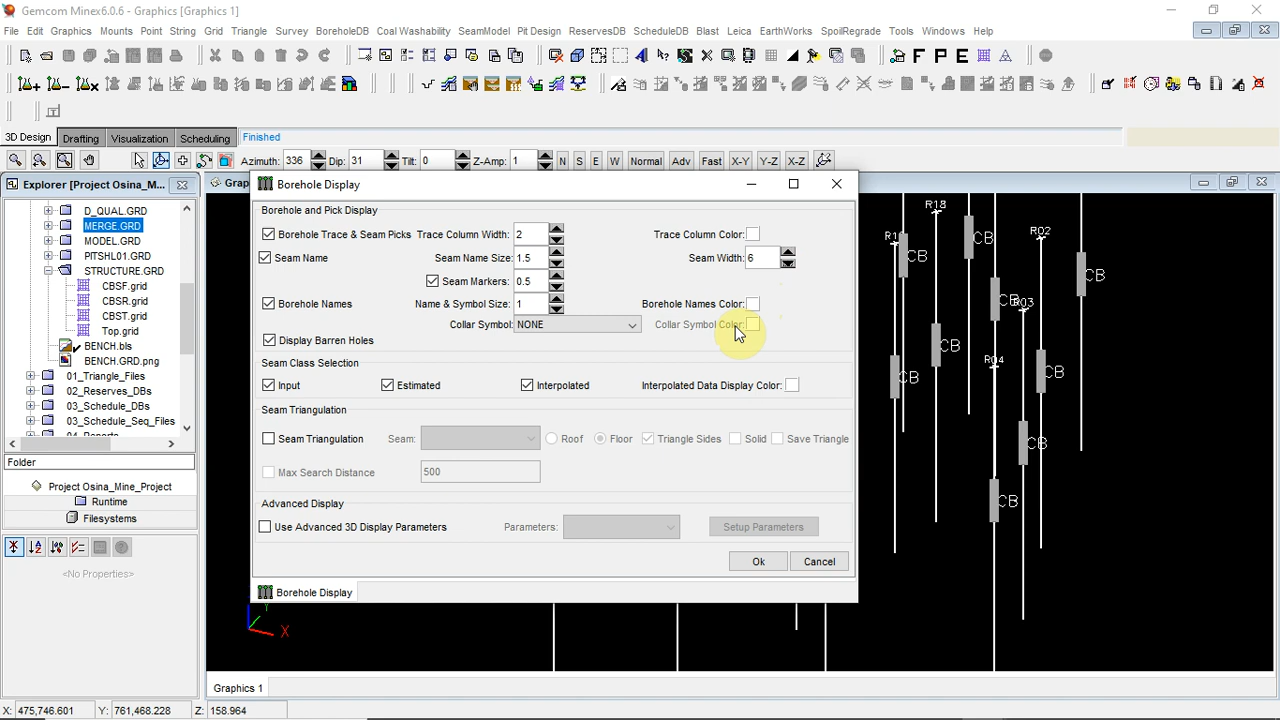 Gemcom Minex6.0.6 - Graphics [Graphics 1]
File Edit Graphics Mounts Point String Grid Triangle Survey BoreholeDB Coal Washability SeamModel Pit Design ReservesDB ScheduleDB Blast Leica EarthWorks SpoilRegrade Tools Windows Help
3D Design Drafting Visualization Scheduling Finished
Azimuth: 336 Dip: 31 Tilt: 0 Z-Amp: 1 N S E W Normal Adv Fast X-Y Y-Z X-Z
Explorer [Project Osina_M...
Grap
Borehole Display
D_QUAL.GRD
MERGE.GRD
MODEL.GRD
PITSHL01.GRD
STRUCTURE.GRD
CBSF.grid
CBSR.grid
CBST.grid
Top.grid
BENCH.bls
BENCH.GRD.png
01_Triangle_Files
02_Reserves_DBs
03_Schedule_DBs
03_Schedule_Seq_Files
Folder
Project Osina_Mine_Project
Runtime
Filesystems
<No Properties>
Borehole and Pick Display
Borehole Trace & Seam Picks Trace Column Width: 2 Trace Column Color:
Seam Name Seam Name Size: 1.5 Seam Width: 6
Seam Markers: 0.5
Borehole Names Name & Symbol Size: 1 Borehole Names Color:
Collar Symbol: NONE Collar Symbol Color:
Display Barren Holes
Seam Class Selection
Input Estimated Interpolated Interpolated Data Display Color:
Seam Triangulation
Seam Triangulation Seam: Roof Floor Triangle Sides Solid Save Triangle
Max Search Distance 500
Advanced Display
Use Advanced 3D Display Parameters Parameters: Setup Parameters
Ok Cancel
Borehole Display
R18
R02
CB
CB
CB
CB
R03
CB
R04
CB
CB
CB
CB
Y
X
Graphics 1
X: 475,746.601 Y: 761,468.228 Z: 158.964